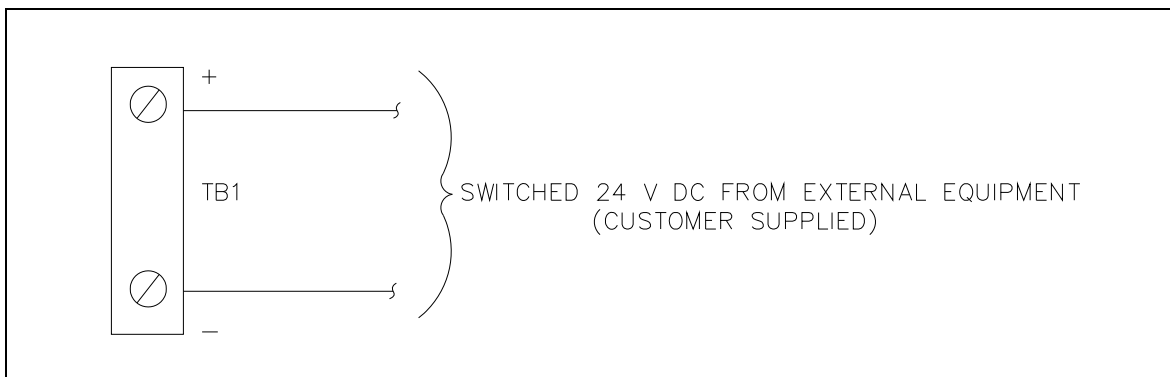 +
TB1
SWITCHED 24 V DC FROM EXTERNAL EQUIPMENT
(CUSTOMER SUPPLIED)
–